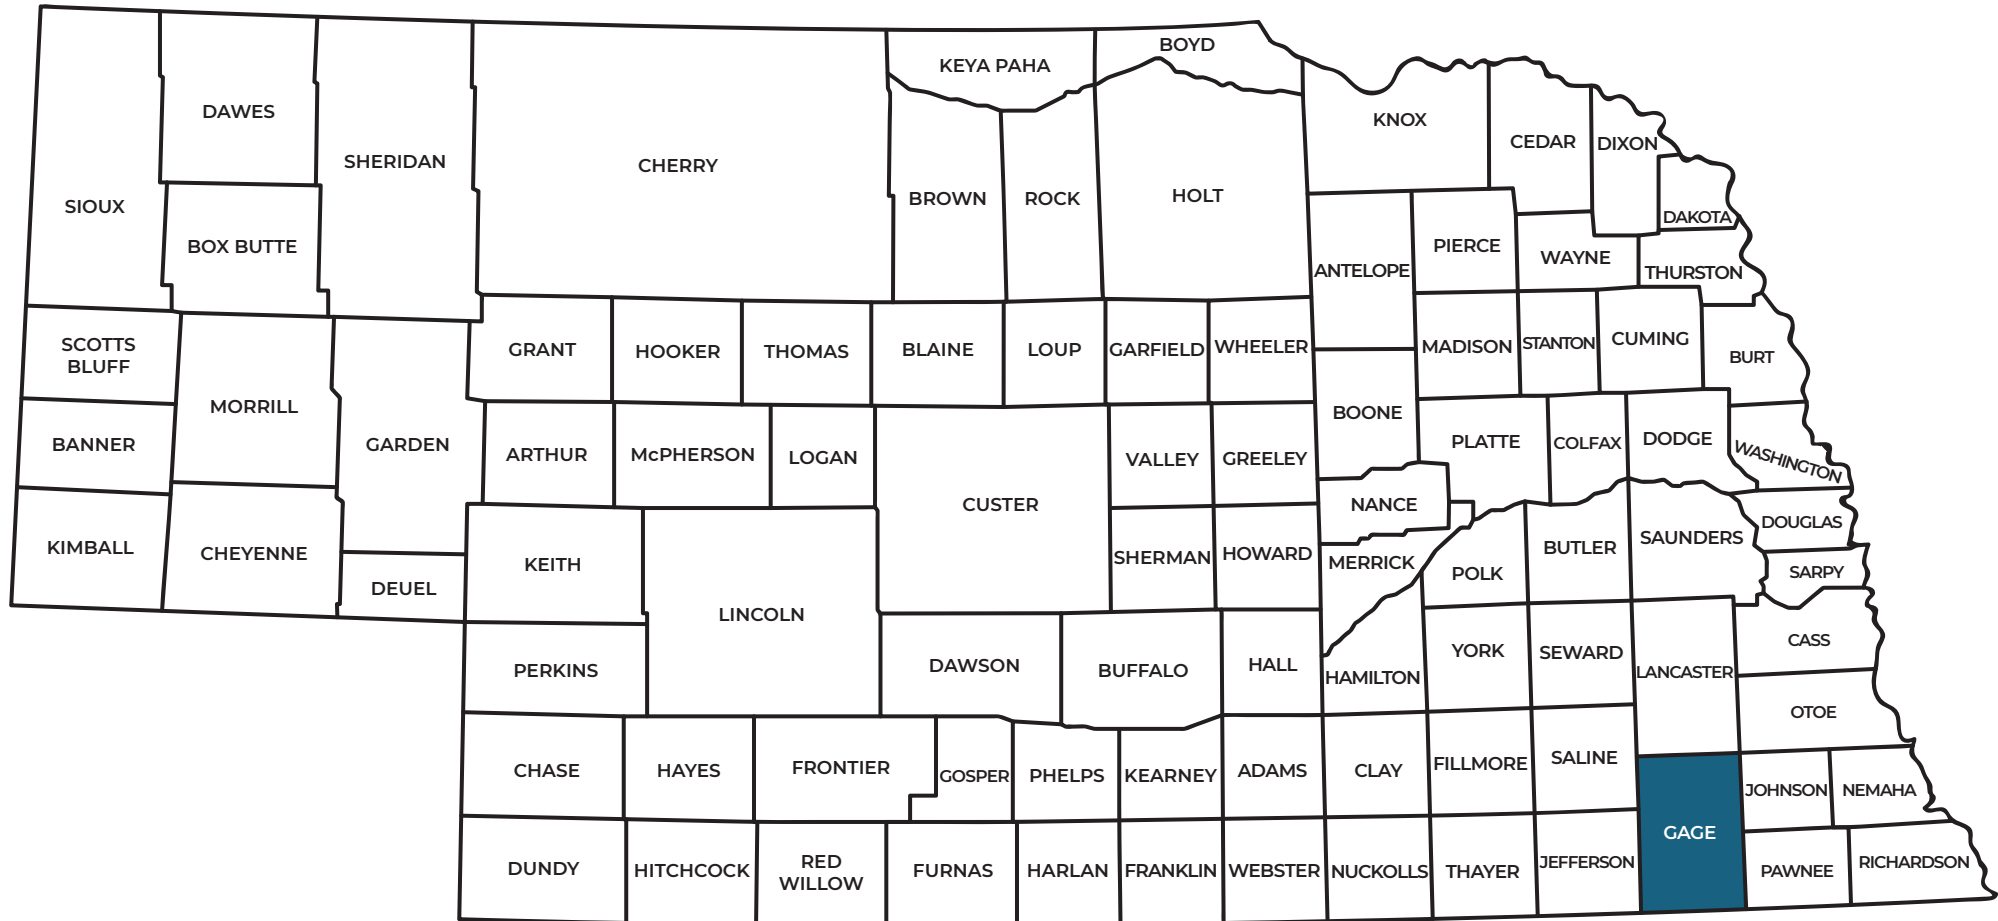 BOYD
KEYA PAHA
DAWES
KNOX
CEDAR
DIXON
SHERIDAN
CHERRY
SIOUX
BROWN
ROCK
HOLT
DAKOTA
BOX BUTTE
PIERCE
WAYNE
ANTELOPE
THURSTON
SCOTTS
BLUFF
GRANT
HOOKER
THOMAS
BLAINE
LOUP
GARFIELD
WHEELER
MADISON
STANTON
CUMING
BURT
MORRILL
BOONE
BANNER
GARDEN
ARTHUR
McPHERSON
LOGAN
VALLEY
GREELEY
PLATTE
COLFAX
DODGE
WASHINGTON
CUSTER
NANCE
DOUGLAS
KIMBALL
CHEYENNE
KEITH
SHERMAN
HOWARD
MERRICK
POLK
BUTLER
SAUNDERS
SARPY
DEUEL
LINCOLN
CASS
PERKINS
DAWSON
BUFFALO
HALL
HAMILTON
YORK
SEWARD
LANCASTER
OTOE
CHASE
HAYES
FRONTIER
GOSPER
PHELPS
KEARNEY
ADAMS
CLAY
FILLMORE
SALINE
JOHNSON
NEMAHA
GAGE
DUNDY
HITCHCOCK
RED
WILLOW
FURNAS
HARLAN
FRANKLIN
WEBSTER
NUCKOLLS
THAYER
JEFFERSON
PAWNEE
RICHARDSON